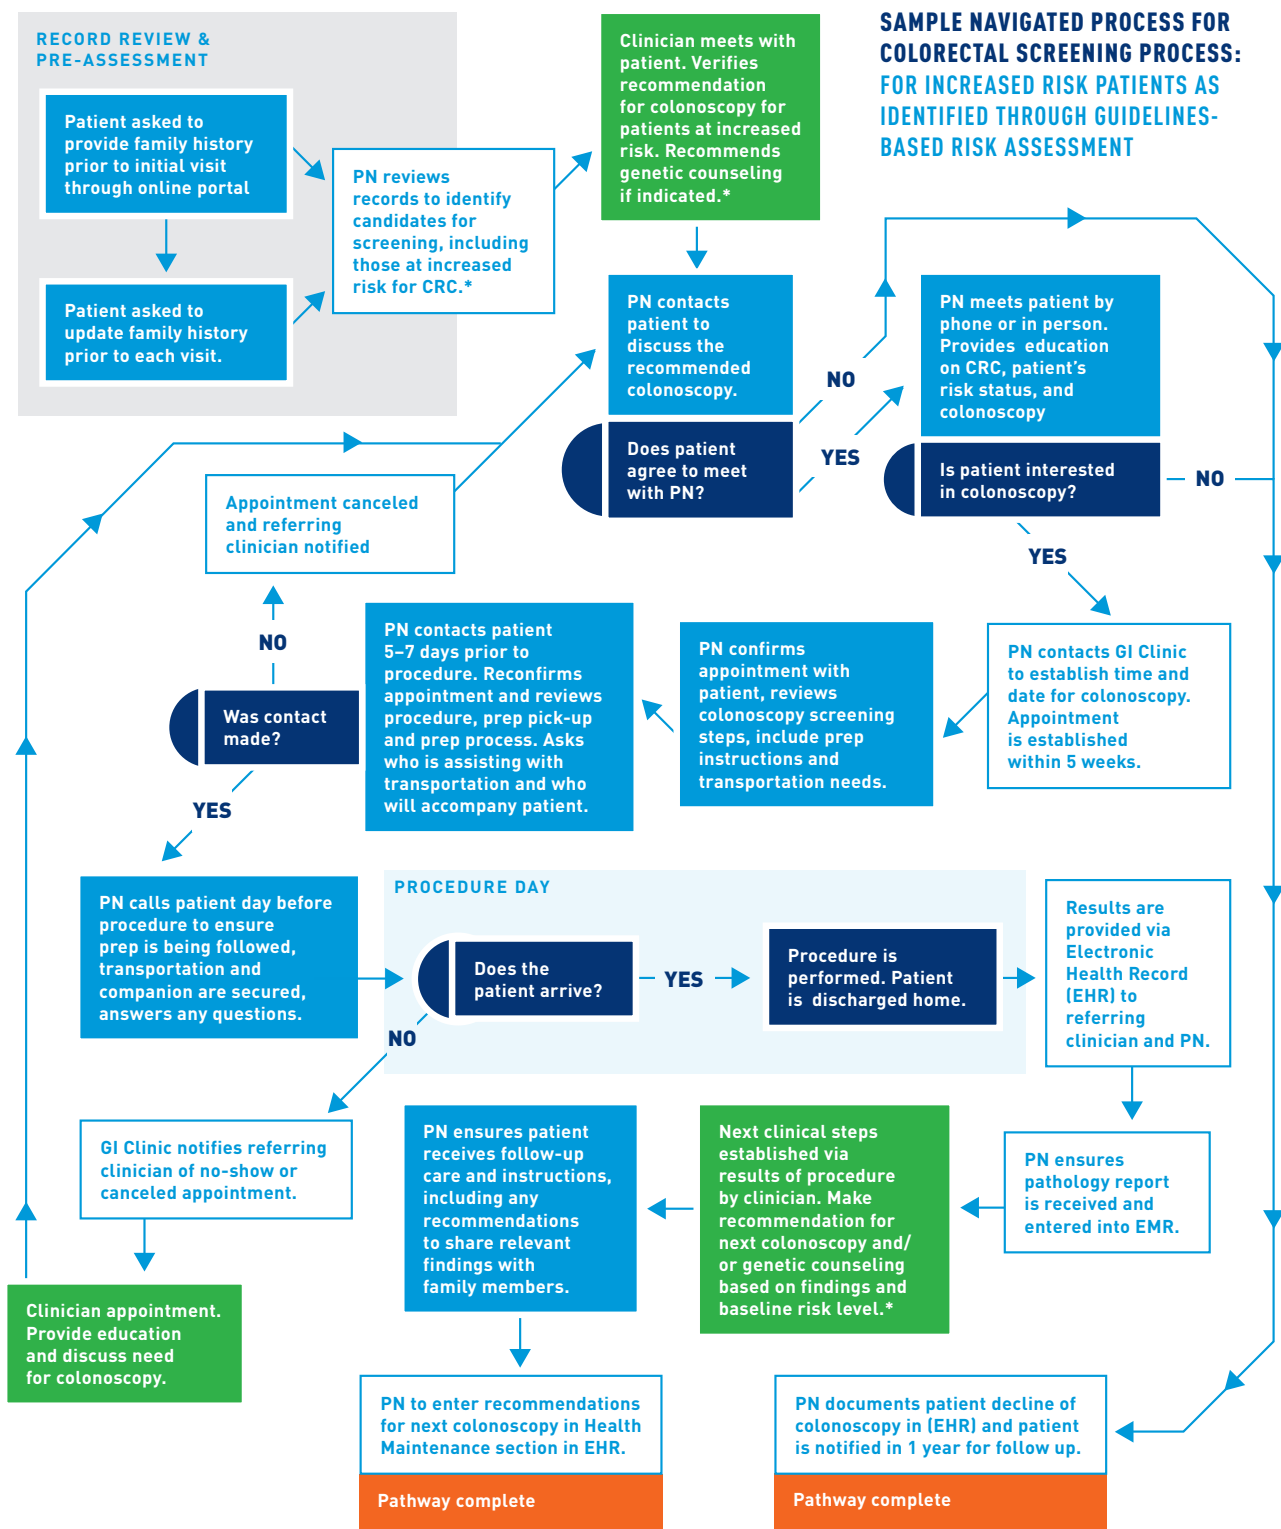 SAMPLE NAVIGATED PROCESS FOR
COLORECTAL SCREENING PROCESS:
FOR INCREASED RISK PATIENTS AS
IDENTIFIED THROUGH GUIDELINES-
BASED RISK ASSESSMENT
RECORD REVIEW &
PRE-ASSESSMENT
Patient asked to
provide family history
prior to initial visit
through online portal
Patient asked to
update family history
prior to each visit.
PN reviews
records to identify
candidates for
screening, including
those at increased
risk for CRC.*
Clinician meets with
patient. Verifies
recommendation
for colonoscopy for
patients at increased
risk. Recommends
genetic counseling
if indicated.*
PN contacts
patient to
discuss the
recommended
colonoscopy.
Does patient
agree to meet
with PN?
NO
YES
PN meets patient by
phone or in person.
Provides education
on CRC, patient's
risk status, and
colonoscopy
Is patient interested
in colonoscopy?
NO
YES
PN contacts GI Clinic
to establish time and
date for colonoscopy.
Appointment
is established
within 5 weeks.
PN confirms
appointment with
patient, reviews
colonoscopy screening
steps, include prep
instructions and
transportation needs.
PN contacts patient
5–7 days prior to
procedure. Reconfirms
appointment and reviews
procedure, prep pick-up
and prep process. Asks
who is assisting with
transportation and who
will accompany patient.
Was contact
made?
NO
Appointment canceled
and referring
clinician notified
YES
PN calls patient day before
procedure to ensure
prep is being followed,
transportation and
companion are secured,
answers any questions.
PROCEDURE DAY
Does the
patient arrive?
YES
Procedure is
performed. Patient
is discharged home.
NO
Results are
provided via
Electronic
Health Record
(EHR) to
referring
clinician and PN.
GI Clinic notifies referring
clinician of no-show or
canceled appointment.
Clinician appointment.
Provide education
and discuss need
for colonoscopy.
PN ensures
pathology report
is received and
entered into EMR.
Next clinical steps
established via
results of procedure
by clinician. Make
recommendation for
next colonoscopy and/
or genetic counseling
based on findings and
baseline risk level.*
PN ensures patient
receives follow-up
care and instructions,
including any
recommendations
to share relevant
findings with
family members.
PN to enter recommendations
for next colonoscopy in Health
Maintenance section in EHR.
Pathway complete
PN documents patient decline of
colonoscopy in (EHR) and patient
is notified in 1 year for follow up.
Pathway complete